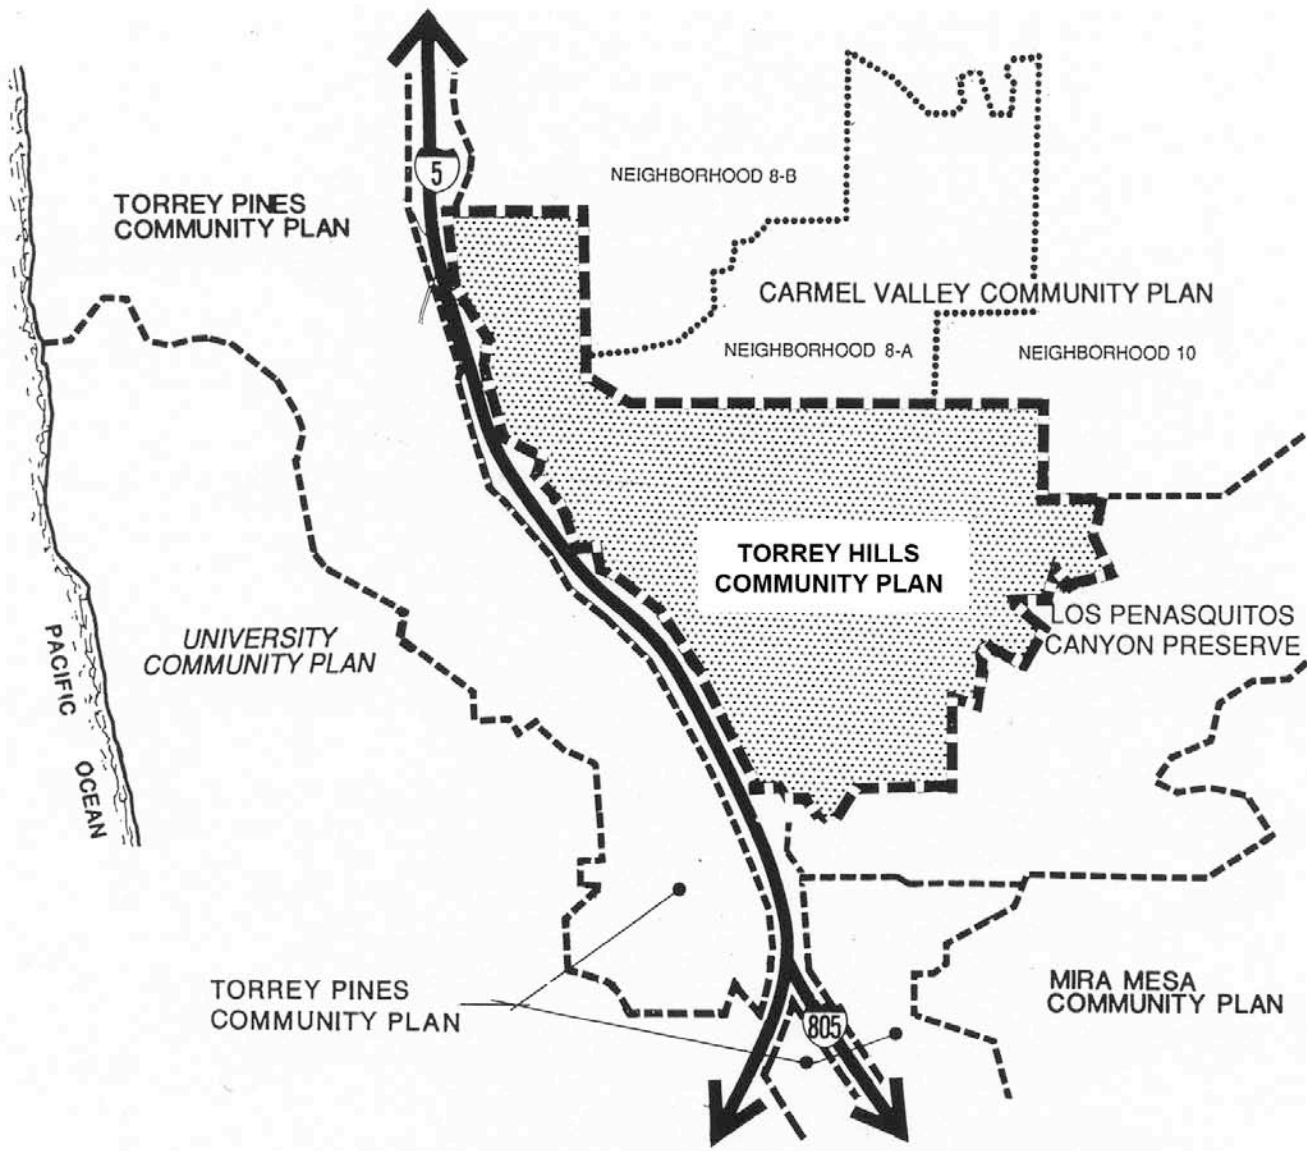 5
NEIGHBORHOOD 8-B
TORREY PINES
COMMUNITY PLAN
CARMEL VALLEY COMMUNITY PLAN
NEIGHBORHOOD 8-A
NEIGHBORHOOD 10
TORREY HILLS
COMMUNITY PLAN
LOS PENASQUITOS
CANYON PRESERVE
UNIVERSITY
COMMUNITY PLAN
PACIFIC
OCEAN
TORREY PINES
COMMUNITY PLAN
MIRA MESA
COMMUNITY PLAN
805